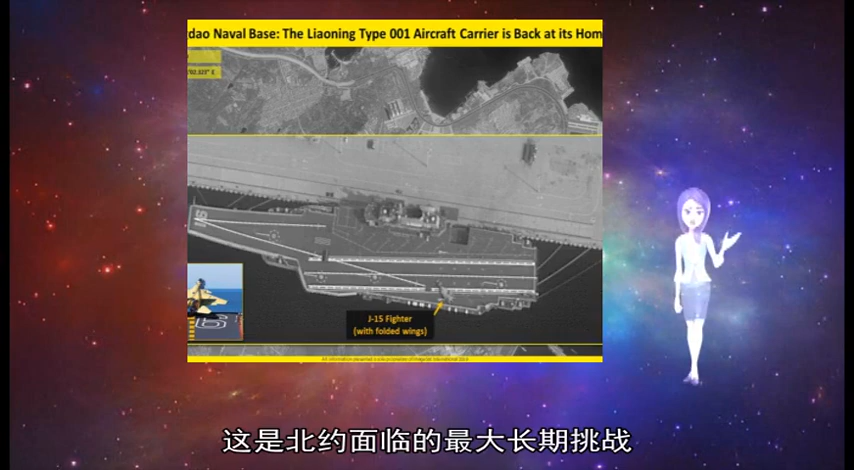 dao Naval Base: The Liaoning Type 001 Aircraft Carrier is Back at its Hom
16
J-15 Fighter
(with folded wings)
这是北约面临的最大长期挑战